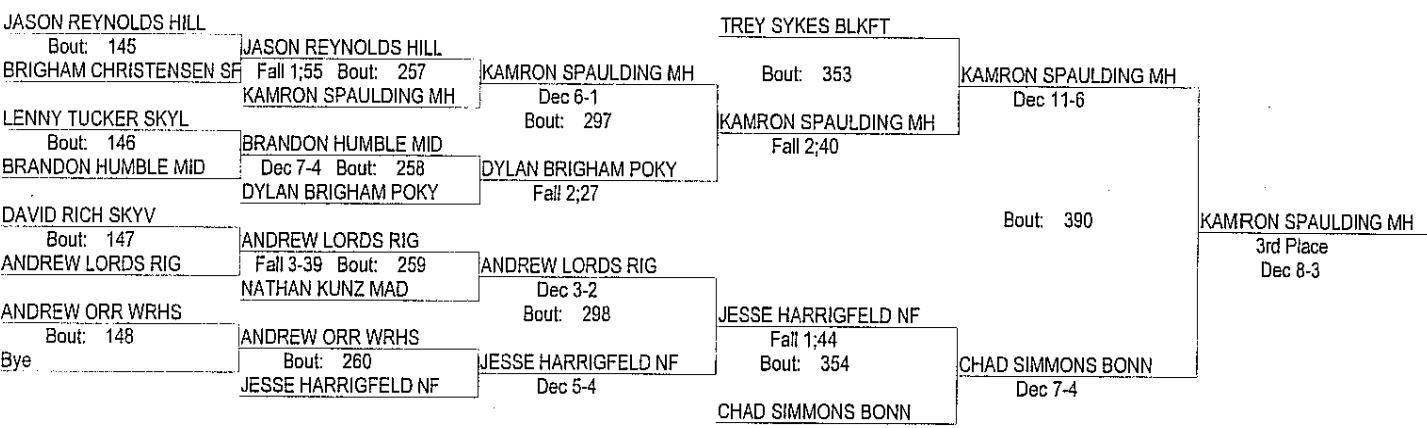 JASON REYNOLDS HILL
Bout: 145
BRIGHAM CHRISTENSEN SF
LENNY TUCKER SKYL
Bout: 146
BRANDON HUMBLE MID
DAVID RICH SKYV
Bout: 147
ANDREW LORDS RIG
ANDREW ORR WRHS
Bout: 148
Bye
JASON REYNOLDS HILL
Fall 1;55 Bout: 257
KAMRON SPAULDING MH
BRANDON HUMBLE MID
Dec 7-4 Bout: 258
DYLAN BRIGHAM POKY
ANDREW LORDS RIG
Fall 3-39 Bout: 259
NATHAN KUNZ MAD
ANDREW ORR WRHS
Bout: 260
JESSE HARRIGFELD NF
KAMRON SPAULDING MH
Dec 6-1
Bout: 297
DYLAN BRIGHAM POKY
Fall 2;27
ANDREW LORDS RIG
Dec 3-2
Bout: 298
JESSE HARRIGFELD NF
Dec 5-4
TREY SYKES BLKFT
Bout: 353
KAMRON SPAULDING MH
Fall 2;40
JESSE HARRIGFELD NF
Fall 1;44
Bout: 354
CHAD SIMMONS BONN
KAMRON SPAULDING MH
Dec 11-6
Bout: 390
CHAD SIMMONS BONN
Dec 7-4
KAMRON SPAULDING MH
3rd Place
Dec 8-3